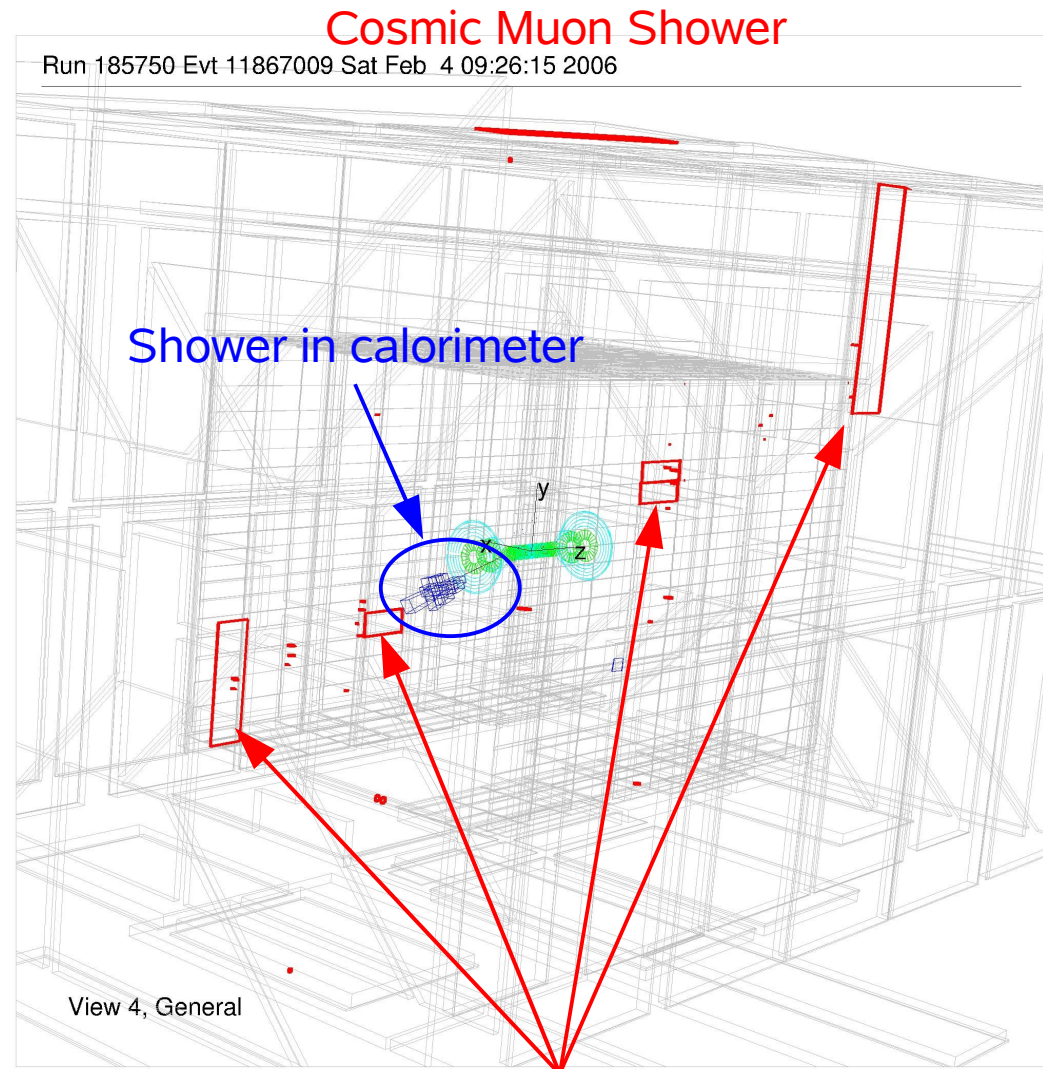 Cosmic Muon Shower
Run 185750 Evt 11867009 Sat Feb  4 09:26:15 2006
Shower in calorimeter
y
x
z
View 4, General